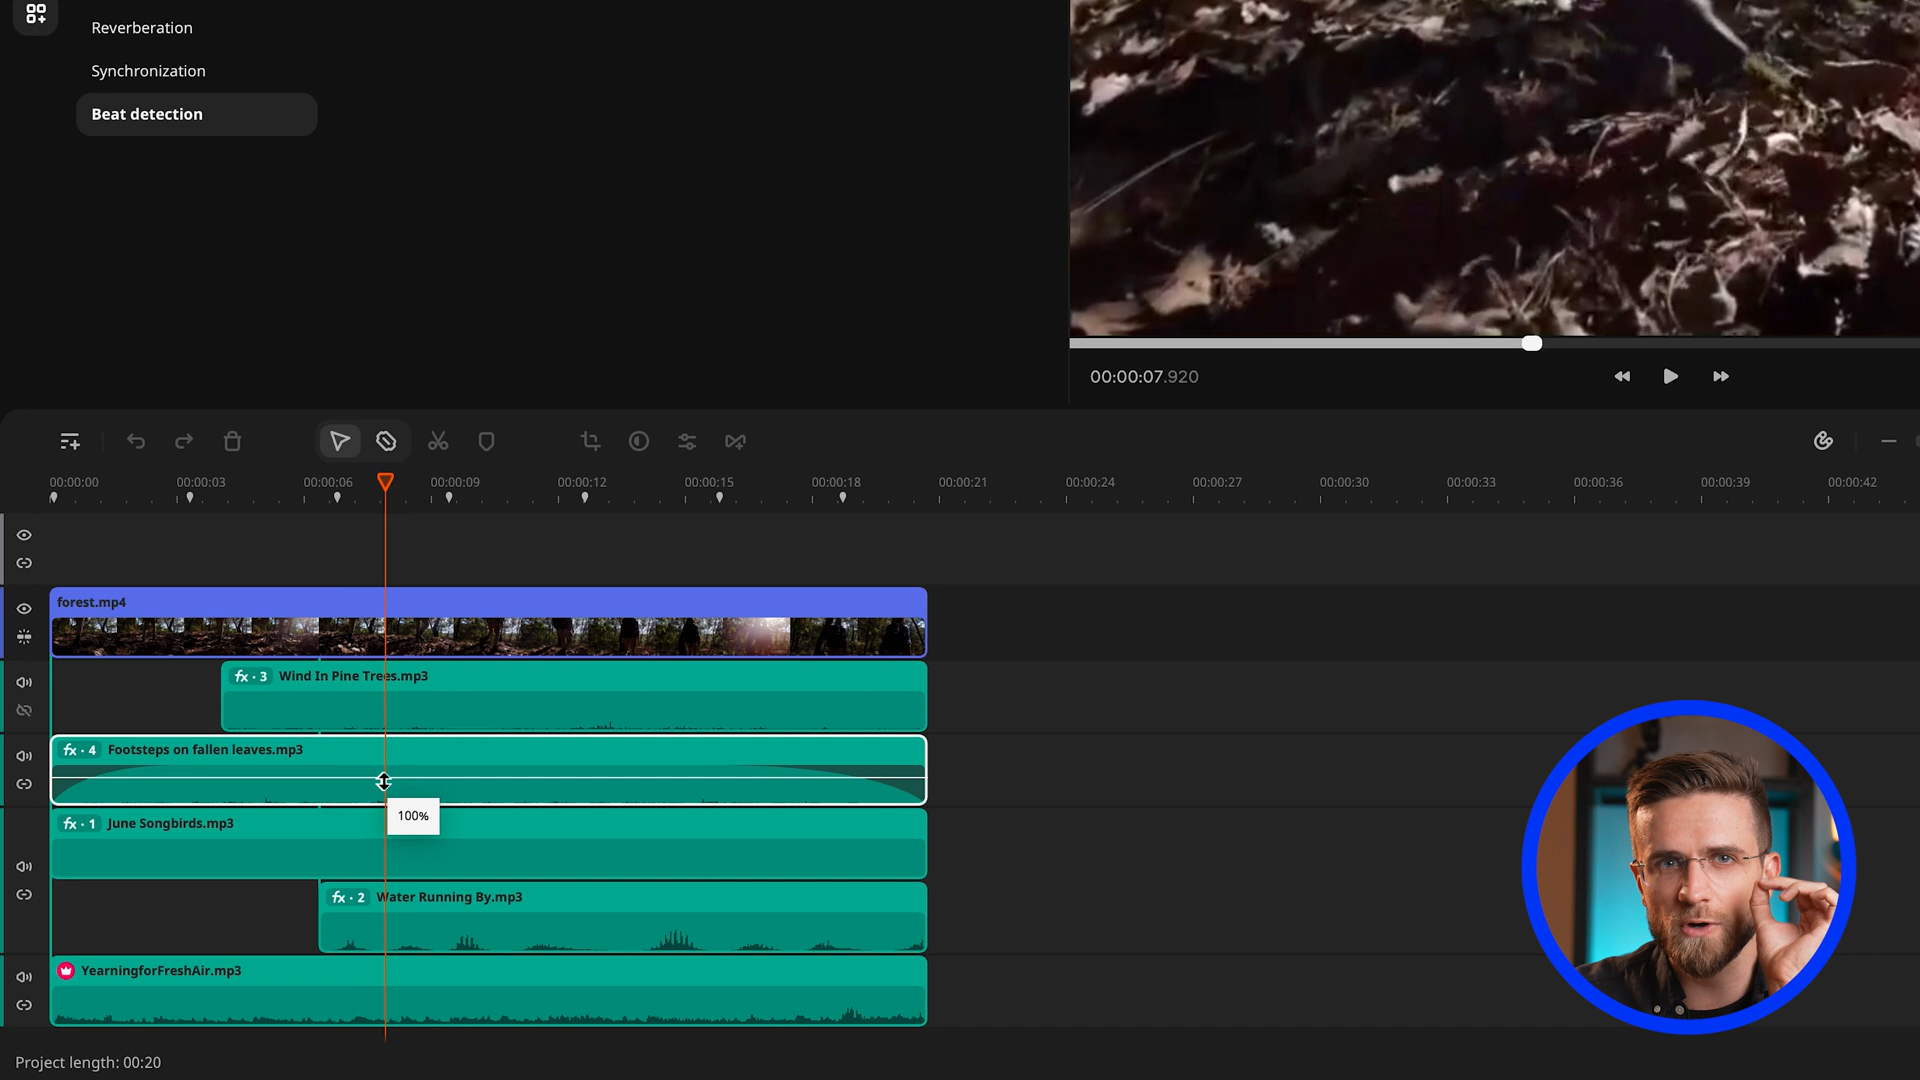 Reverberation
Synchronization
Beat detection
00:00:07.920
00:00:00 00:00:03 00:00:06 00:00:09 00:00:12 00:00:15 00:00:18 00:00:21 00:00:24 00:00:27 00:00:30 00:00:33 00:00:36 00:00:39 00:00:42
forest.mp4
fx · 3 Wind In Pine Trees.mp3
fx · 4 Footsteps on fallen leaves.mp3
100%
fx · 1 June Songbirds.mp3
fx · 2 Water Running By.mp3
YearningforFreshAir.mp3
Project length: 00:20